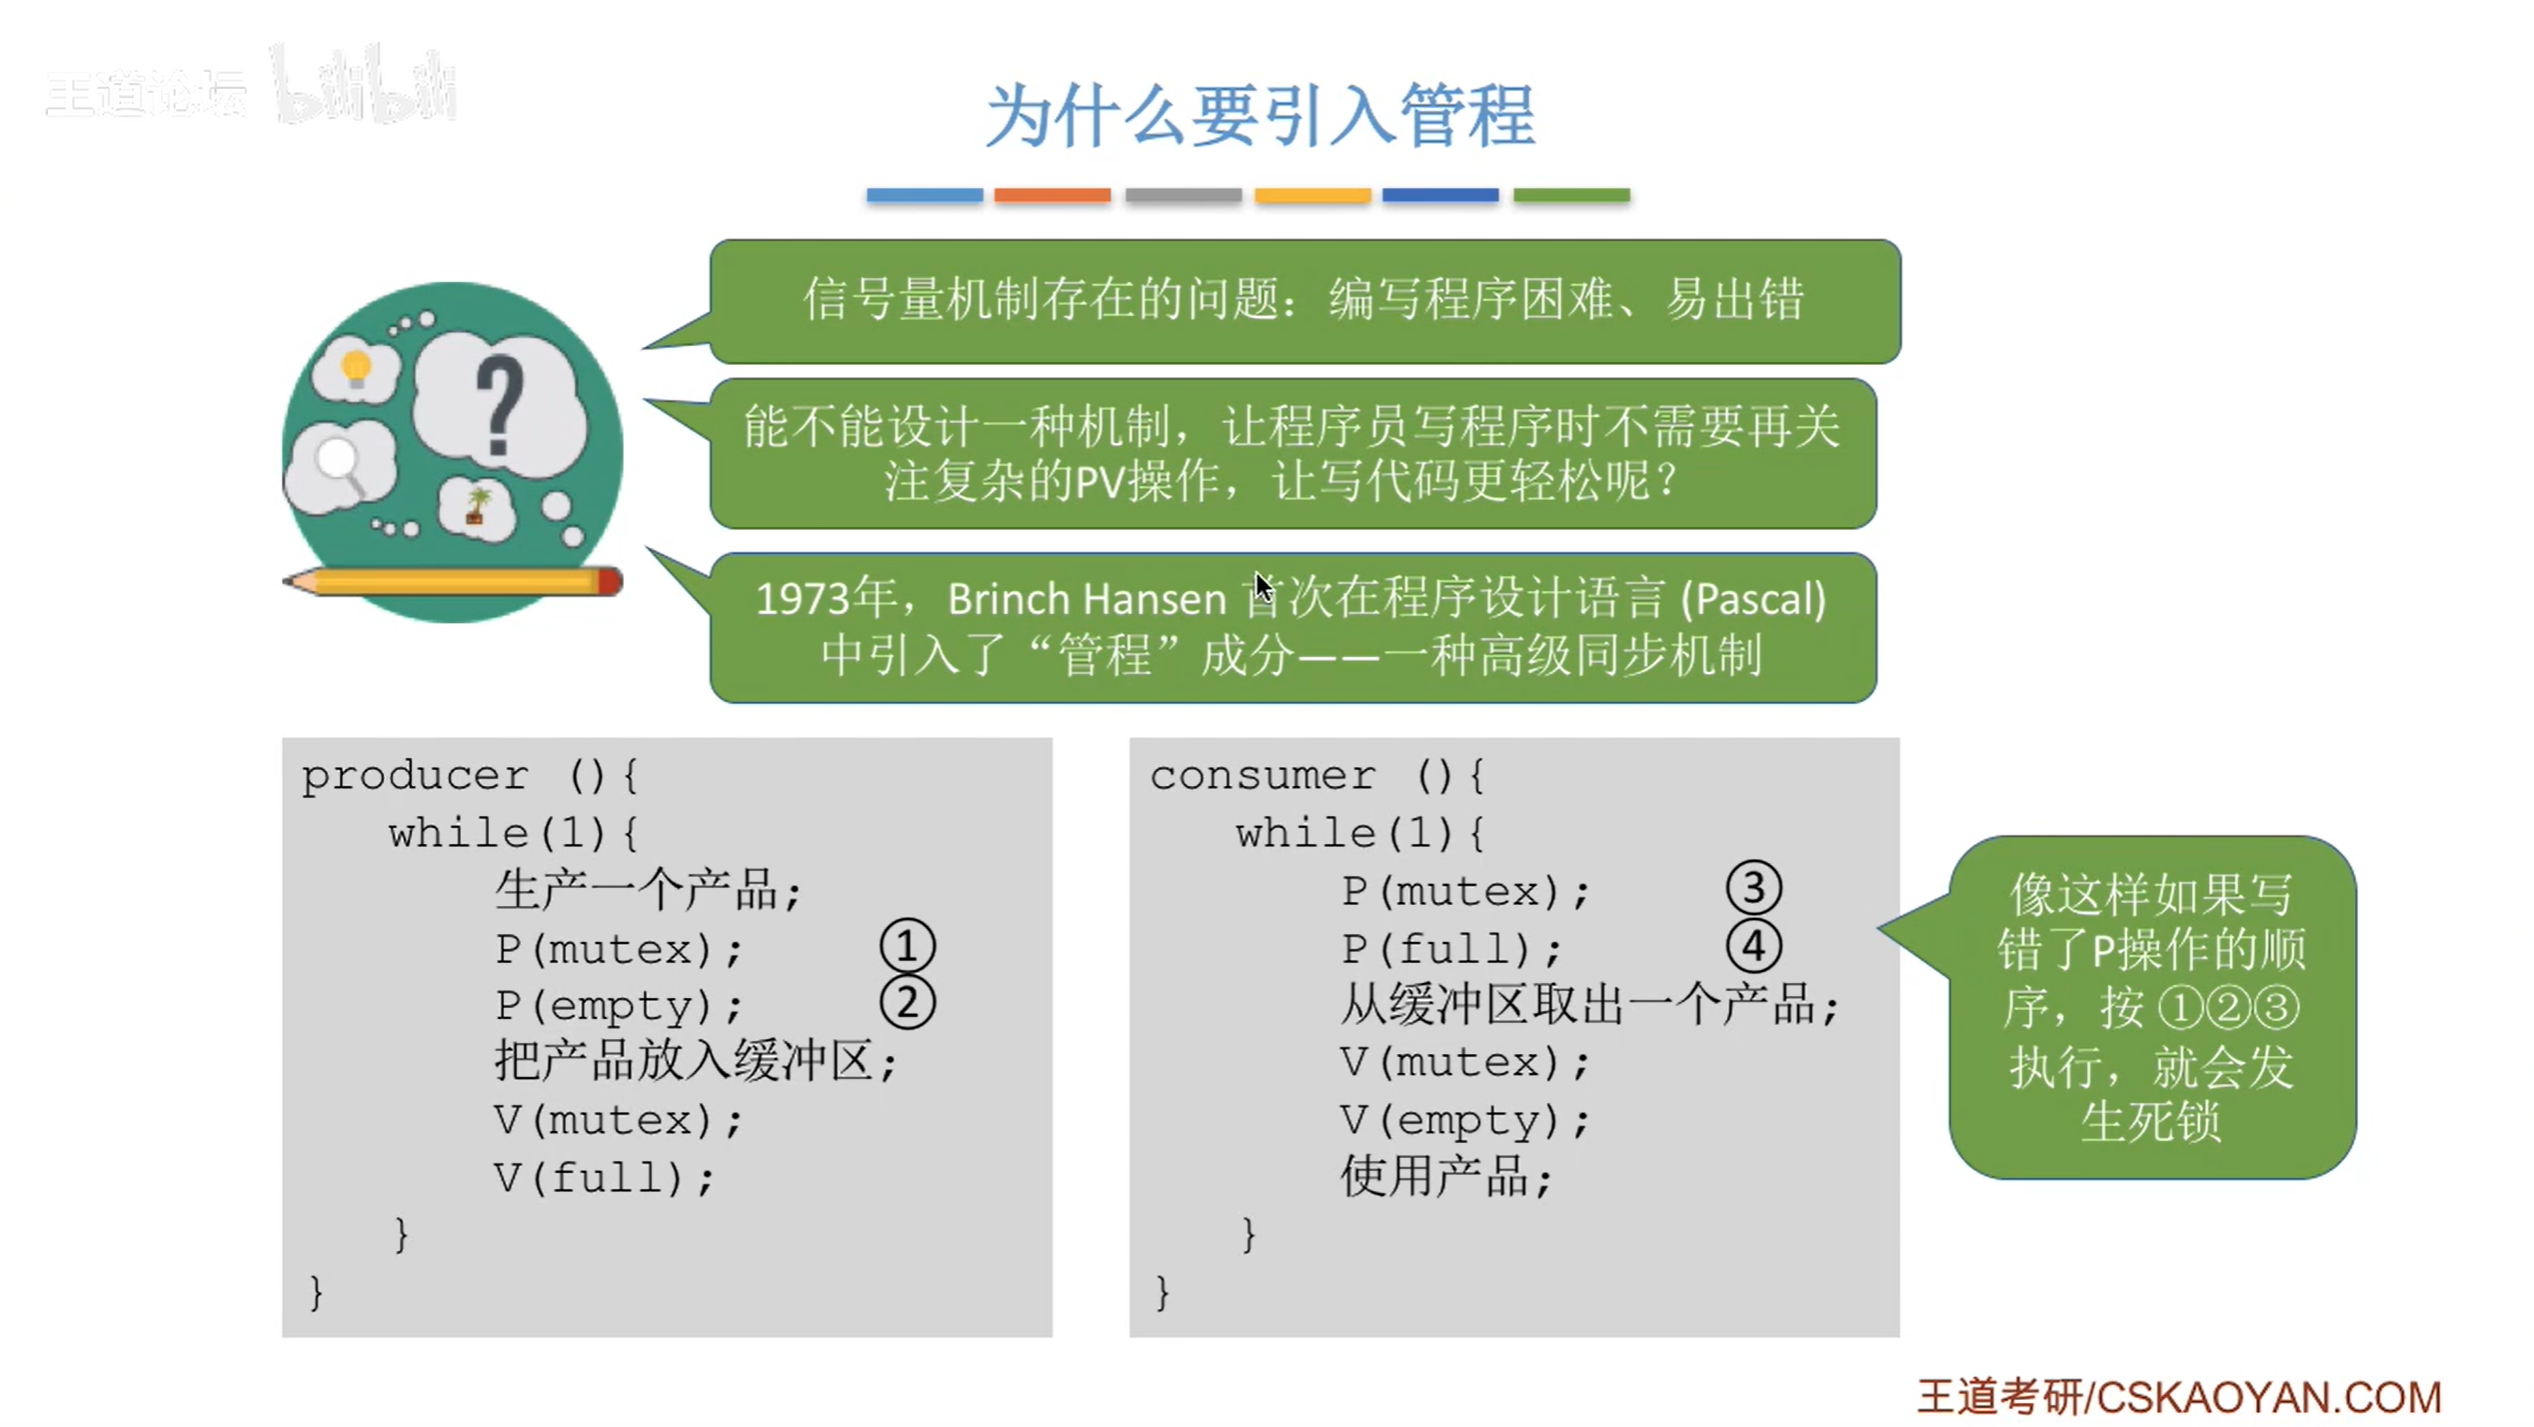 王道论坛 bilibili
为什么要引入管程
信号量机制存在的问题：编写程序困难、易出错
能不能设计一种机制，让程序员写程序时不需要再关
注复杂的PV操作，让写代码更轻松呢？
1973年，Brinch Hansen 首次在程序设计语言 (Pascal)
中引入了“管程”成分——一种高级同步机制
producer (){
while(1){
生产一个产品;
P(mutex); ①
P(empty); ②
把产品放入缓冲区;
V(mutex);
V(full);
}
}
consumer (){
while(1){
P(mutex); ③
P(full); ④
从缓冲区取出一个产品;
V(mutex);
V(empty);
使用产品;
}
}
像这样如果写
错了P操作的顺
序，按 ①②③
执行，就会发
生死锁
王道考研/CSKAOYAN.COM